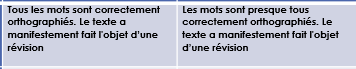 Tous les mots sont correctement
orthographiés. Le texte a
manifestement fait l'objet d'une
révision
Les mots sont presque tous
correctement orthographiés. Le
texte a manifestement fait l'objet
d'une révision